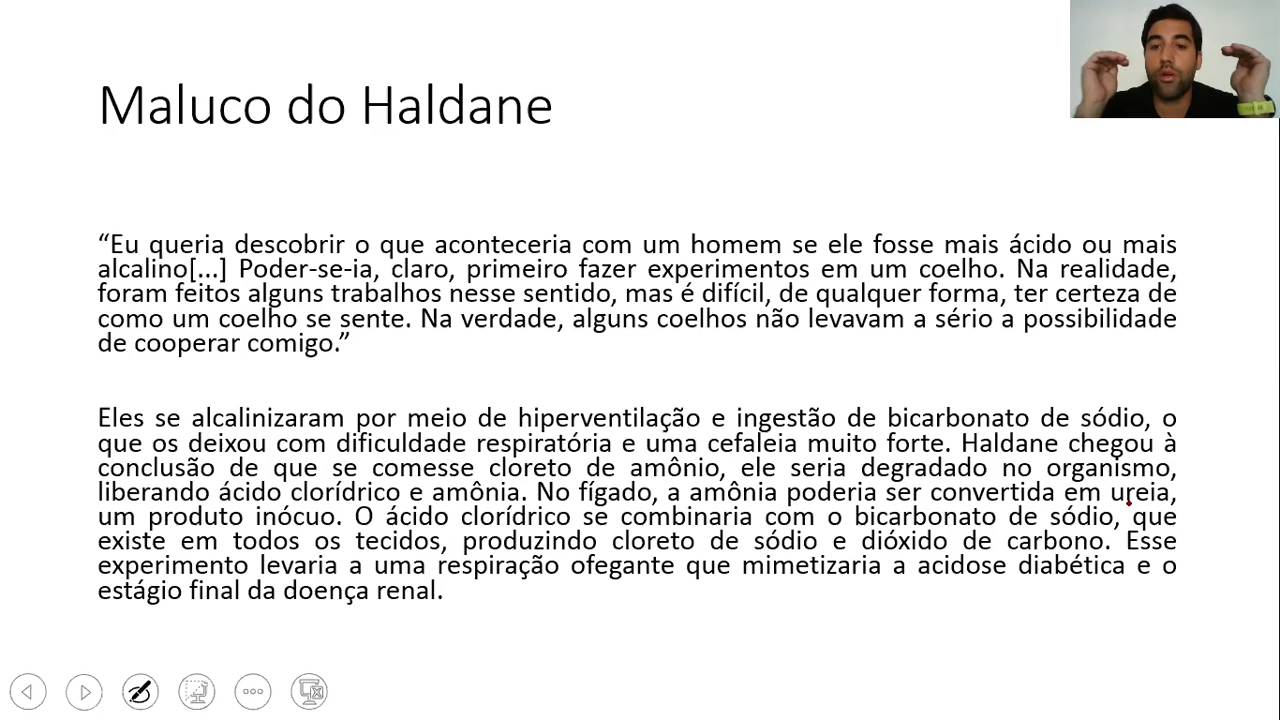 Maluco do Haldane
“Eu queria descobrir o que aconteceria com um homem se ele fosse mais ácido ou mais
alcalino[...] Poder-se-ia, claro, primeiro fazer experimentos em um coelho. Na realidade,
foram feitos alguns trabalhos nesse sentido, mas é difícil, de qualquer forma, ter certeza de
como um coelho se sente. Na verdade, alguns coelhos não levavam a sério a possibilidade
de cooperar comigo.”
Eles se alcalinizaram por meio de hiperventilação e ingestão de bicarbonato de sódio, o
que os deixou com dificuldade respiratória e uma cefaleia muito forte. Haldane chegou à
conclusão de que se comesse cloreto de amônio, ele seria degradado no organismo,
liberando ácido clorídrico e amônia. No fígado, a amônia poderia ser convertida em ureia,
um produto inócuo. O ácido clorídrico se combinaria com o bicarbonato de sódio, que
existe em todos os tecidos, produzindo cloreto de sódio e dióxido de carbono. Esse
experimento levaria a uma respiração ofegante que mimetizaria a acidose diabética e o
estágio final da doença renal.